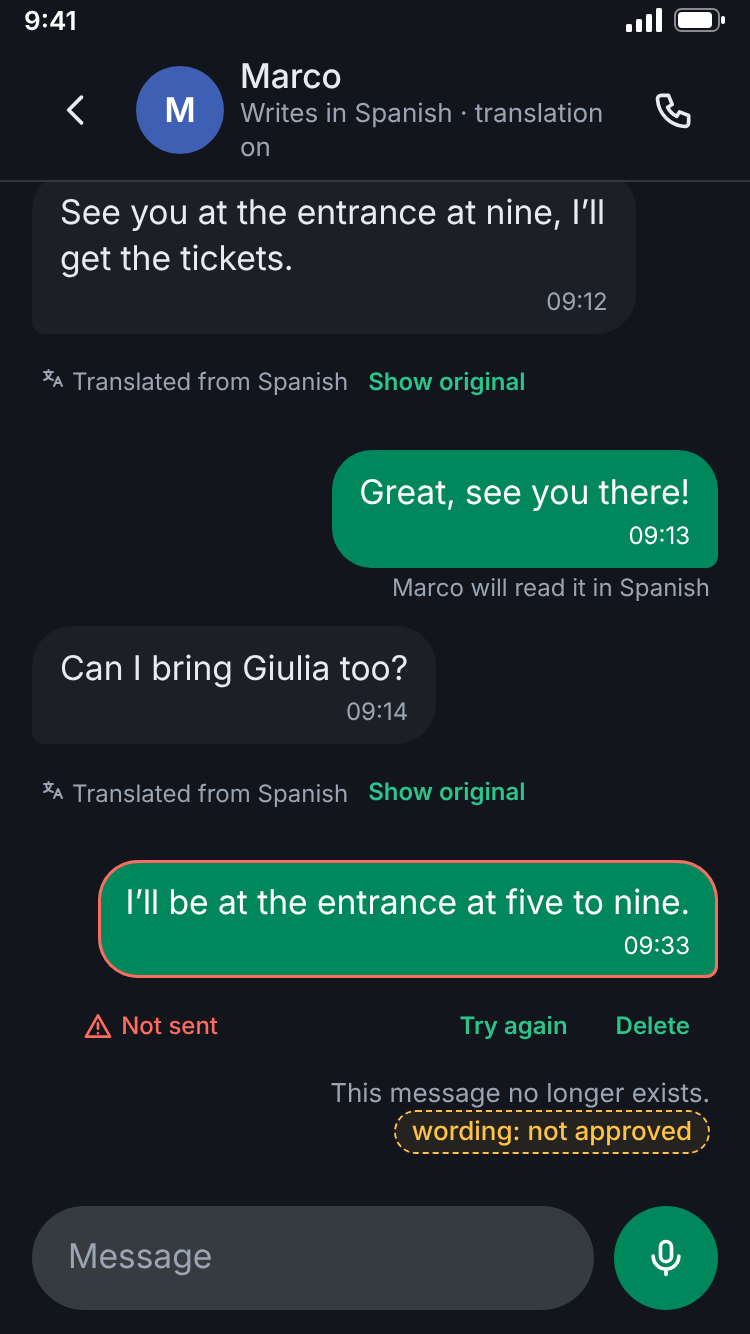 9:41
M
Marco
Writes in Spanish · translation
on
See you at the entrance at nine, I’ll
get the tickets.
09:12
Translated from Spanish Show original
Great, see you there!
09:13
Marco will read it in Spanish
Can I bring Giulia too?
09:14
Translated from Spanish Show original
I’ll be at the entrance at five to nine.
09:33
Not sent Try again Delete
This message no longer exists.
wording: not approved
Message